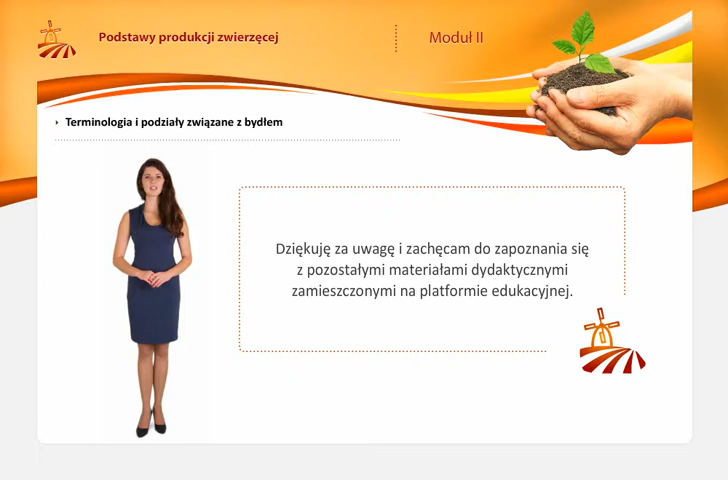 Podstawy produkcji zwierzęcej
Moduł II
Terminologia i podziały związane z bydłem
Dziękuję za uwagę i zachęcam do zapoznania się
z pozostałymi materiałami dydaktycznymi
zamieszczonymi na platformie edukacyjnej.